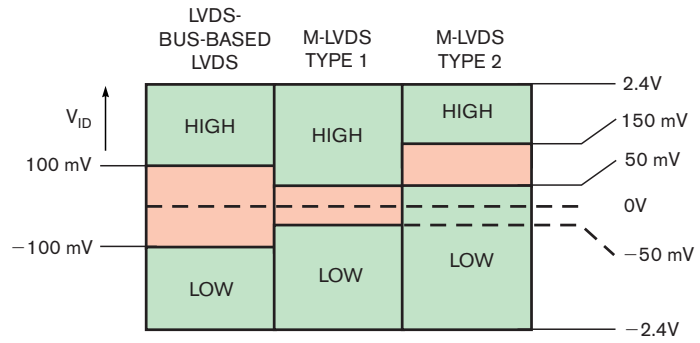 LVDS-
BUS-BASED
LVDS
M-LVDS
TYPE 1
M-LVDS
TYPE 2
VID
2.4V
HIGH
HIGH
HIGH
150 mV
100 mV
50 mV
0V
−100 mV
−50 mV
LOW
LOW
LOW
−2.4V